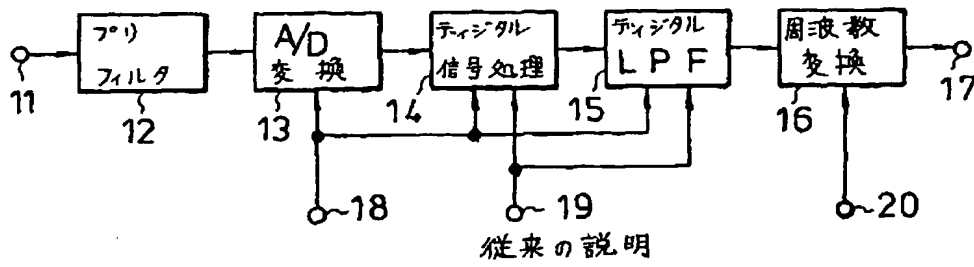 プリ
フィルタ
A/D
変換
ディジタル
信号処理
ディジタル
LPF
周波数
変換
11
12
13
14
15
16
17
18
19
20
従来の説明